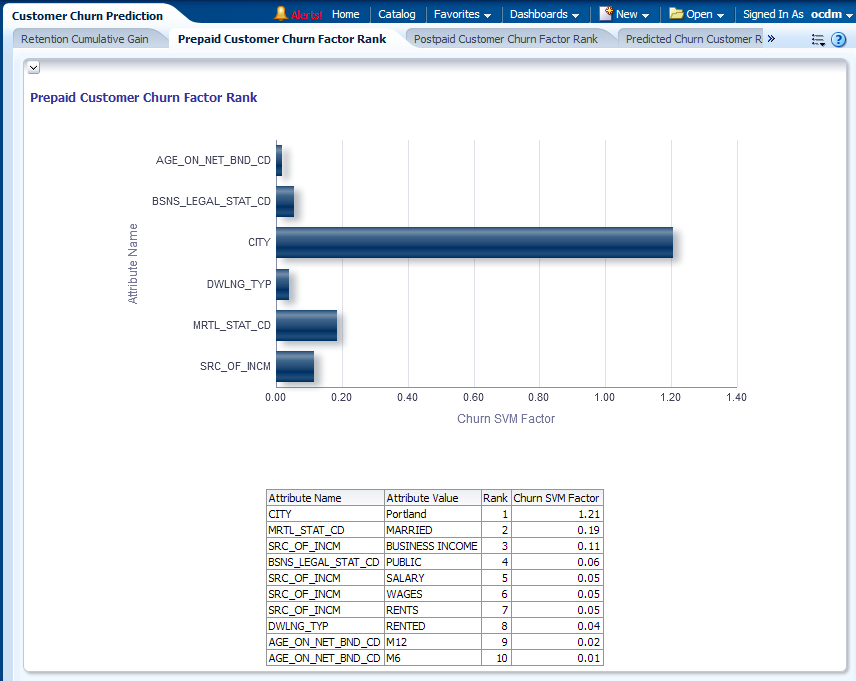 Customer Churn Prediction
Alerts! Home Catalog Favorites Dashboards New Open Signed In As ocdm
Retention Cumulative Gain Prepaid Customer Churn Factor Rank Postpaid Customer Churn Factor Rank Predicted Churn Customer R »
Prepaid Customer Churn Factor Rank
Attribute Name
AGE_ON_NET_BND_CD
BSNS_LEGAL_STAT_CD
CITY
DWLNG_TYP
MRTL_STAT_CD
SRC_OF_INCM
0.00 0.20 0.40 0.60 0.80 1.00 1.20 1.40
Churn SVM Factor
Attribute Name Attribute Value Rank Churn SVM Factor
CITY Portland 1 1.21
MRTL_STAT_CD MARRIED 2 0.19
SRC_OF_INCM BUSINESS INCOME 3 0.11
BSNS_LEGAL_STAT_CD PUBLIC 4 0.06
SRC_OF_INCM SALARY 5 0.05
SRC_OF_INCM WAGES 6 0.05
SRC_OF_INCM RENTS 7 0.05
DWLNG_TYP RENTED 8 0.04
AGE_ON_NET_BND_CD M12 9 0.02
AGE_ON_NET_BND_CD M6 10 0.01